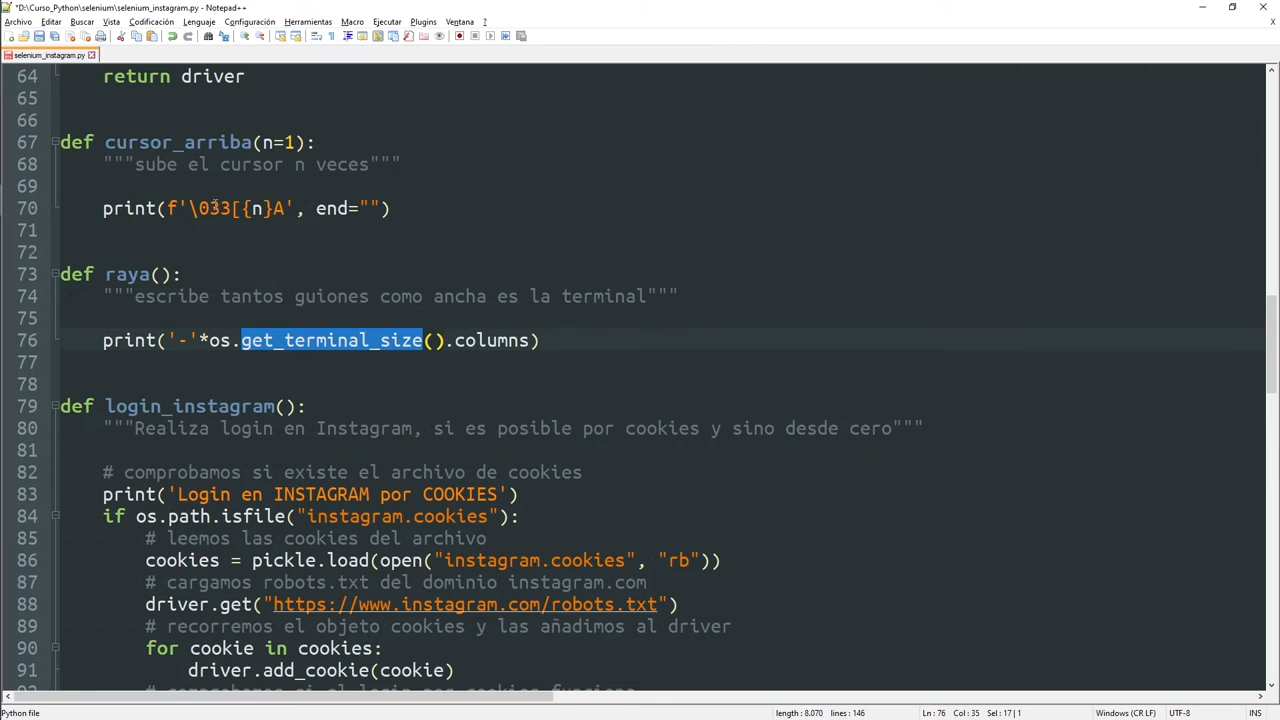 *D:\Curso_Python\selenium\selenium_instagram.py - Notepad++
Archivo Editar Buscar Vista Codificación Lenguaje Configuración Herramientas Macro Ejecutar Plugins Ventana ?
selenium_instagram.py
64     return driver
65
66
67 def cursor_arriba(n=1):
68     """sube el cursor n veces"""
69
70     print(f'\033[{n}A', end="")
71
72
73 def raya():
74     """escribe tantos guiones como ancha es la terminal"""
75
76     print('-'*os.get_terminal_size().columns)
77
78
79 def login_instagram():
80     """Realiza login en Instagram, si es posible por cookies y sino desde cero"""
81
82     # comprobamos si existe el archivo de cookies
83     print('Login en INSTAGRAM por COOKIES')
84     if os.path.isfile("instagram.cookies"):
85         # leemos las cookies del archivo
86         cookies = pickle.load(open("instagram.cookies", "rb"))
87         # cargamos robots.txt del dominio instagram.com
88         driver.get("https://www.instagram.com/robots.txt")
89         # recorremos el objeto cookies y las añadimos al driver
90         for cookie in cookies:
91             driver.add_cookie(cookie)
Python file length : 8.070 lines : 146 Ln : 76 Col : 35 Sel : 17 | 1 Windows (CR LF) UTF-8 INS